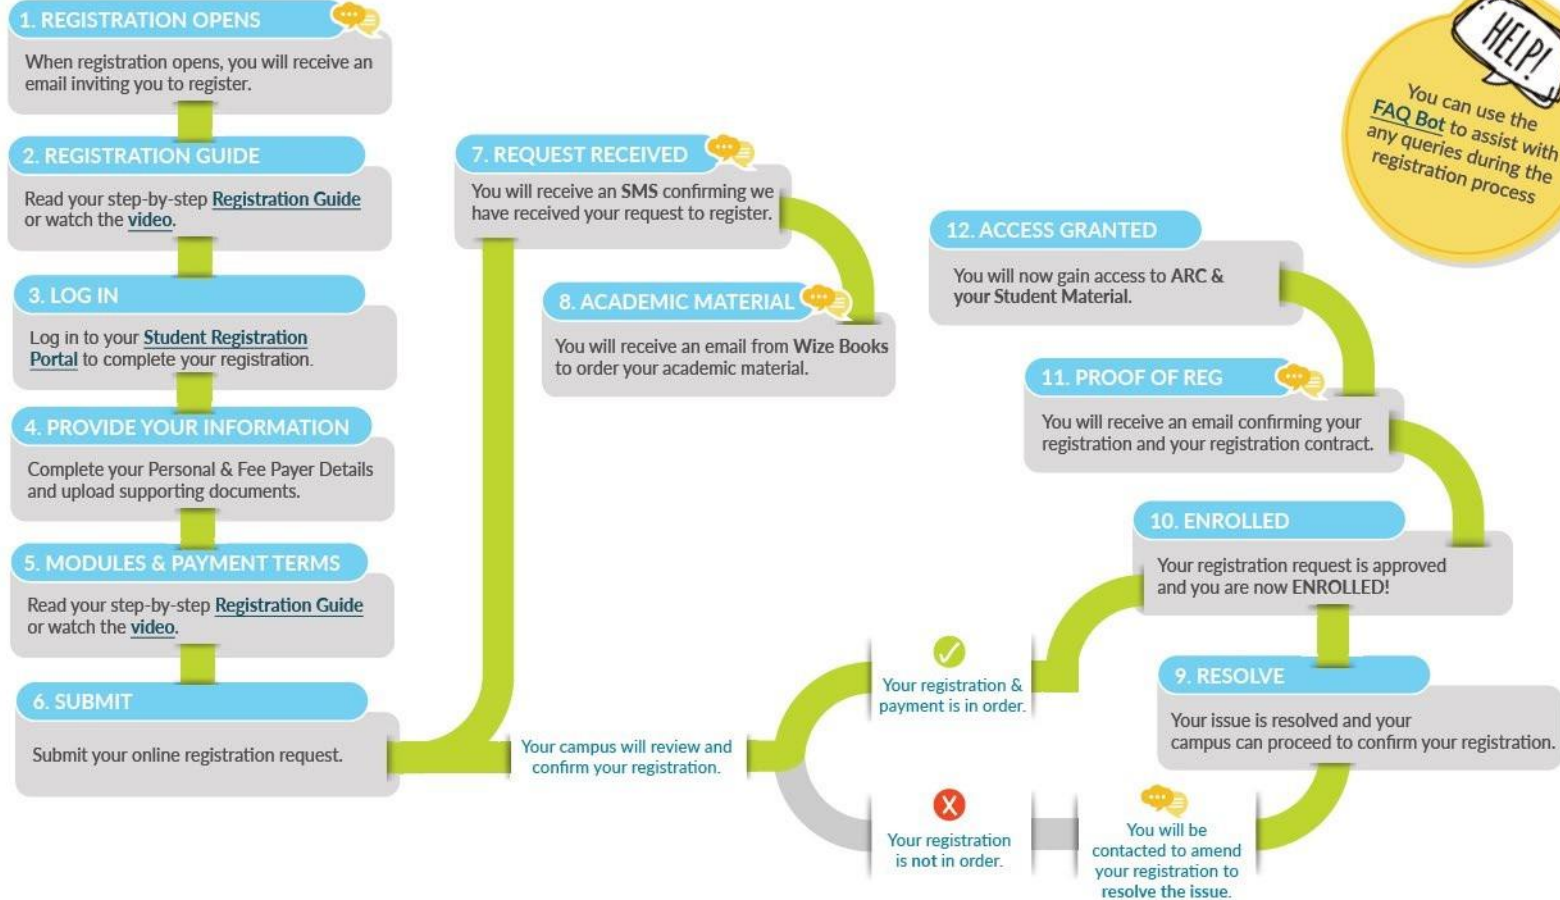 1. REGISTRATION OPENS
When registration opens, you will receive an
email inviting you to register.
2. REGISTRATION GUIDE
Read your step-by-step Registration Guide
or watch the video.
3. LOG IN
Log in to your Student Registration
Portal to complete your registration.
4. PROVIDE YOUR INFORMATION
Complete your Personal & Fee Payer Details
and upload supporting documents.
5. MODULES & PAYMENT TERMS
Read your step-by-step Registration Guide
or watch the video.
6. SUBMIT
Submit your online registration request.
7. REQUEST RECEIVED
You will receive an SMS confirming we
have received your request to register.
8. ACADEMIC MATERIAL
You will receive an email from Wize Books
to order your academic material.
Your campus will review and
confirm your registration.
Your registration &
payment is in order.
X
Your registration
is not in order.
You will be
contacted to amend
your registration to
resolve the issue.
9. RESOLVE
Your issue is resolved and your
campus can proceed to confirm your registration.
10. ENROLLED
Your registration request is approved
and you are now ENROLLED!
11. PROOF OF REG
You will receive an email confirming your
registration and your registration contract.
12. ACCESS GRANTED
You will now gain access to ARC &
your Student Material.
HELP!
You can use the
FAQ Bot to assist with
any queries during the
registration process